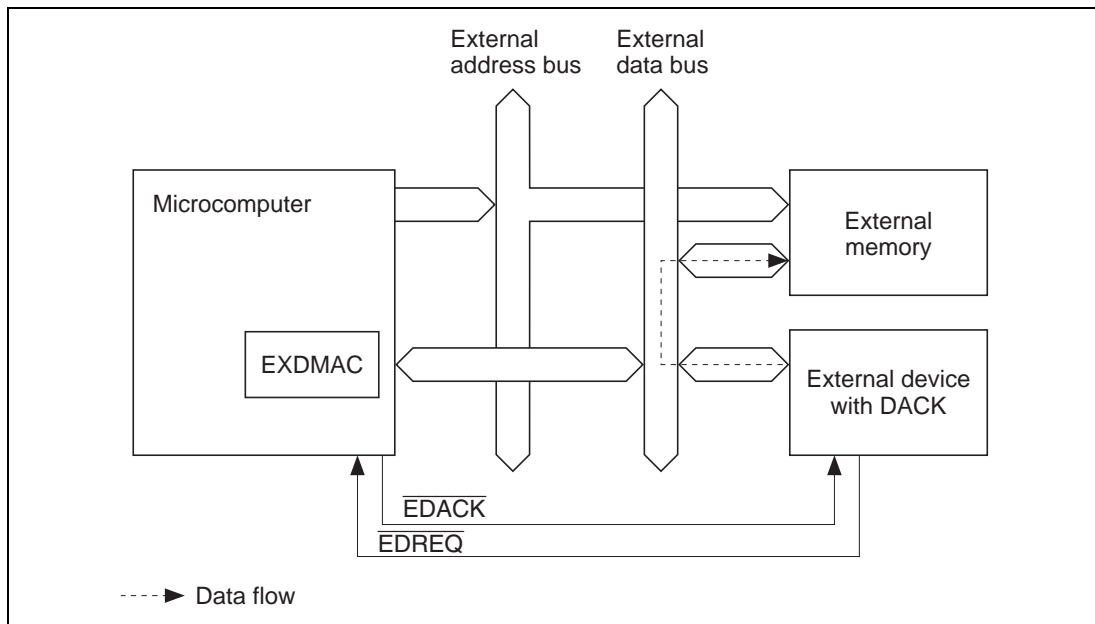 External
address bus
External
data bus
Microcomputer
External
memory
EXDMAC
External device
with DACK
EDACK
EDREQ
Data flow